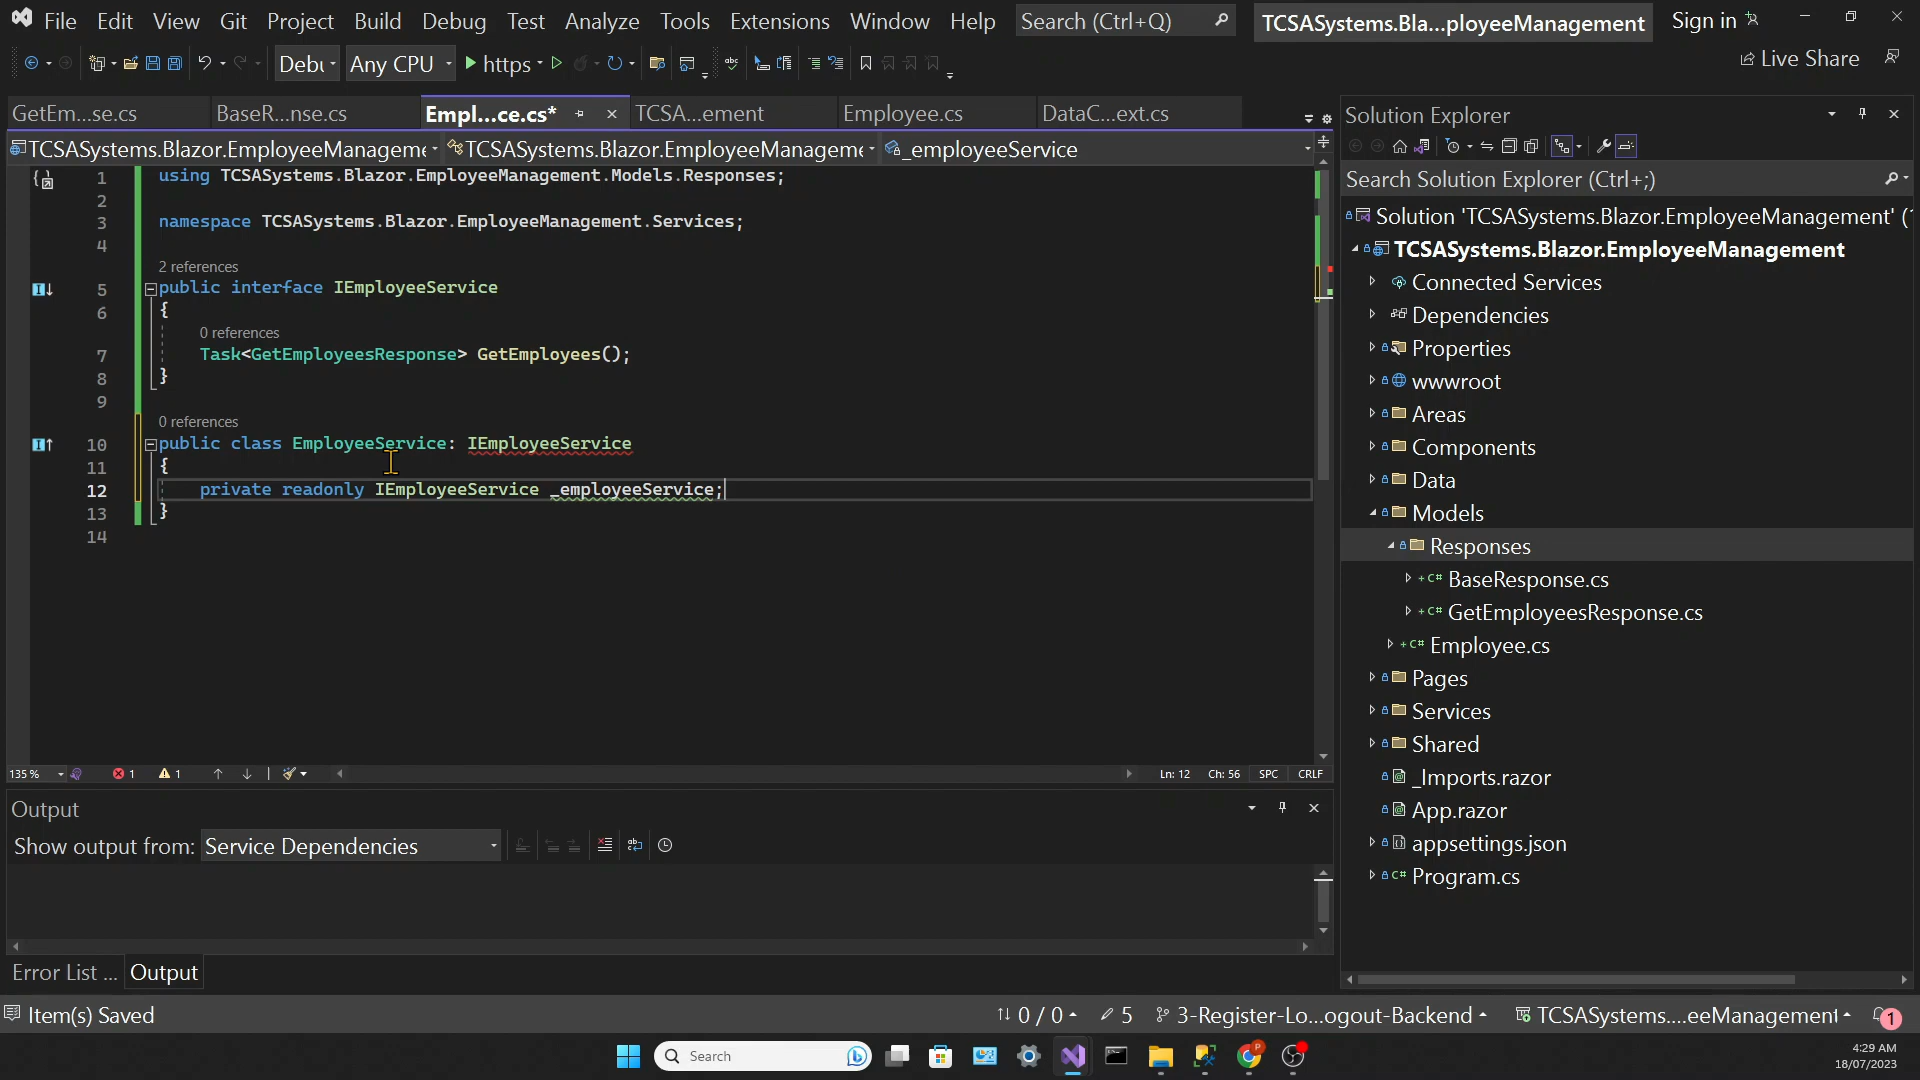 File Edit View Git Project Build Debug Test Analyze Tools Extensions Window Help Search (Ctrl+Q) TCSASystems.Bla...ployeeManagement Sign in
Any CPU https Live Share
GetEm...se.cs BaseR...nse.cs Empl...ce.cs* TCSA...ement Employee.cs DataC...ext.cs
TCSASystems.Blazor.EmployeeManageme TCSASystems.Blazor.EmployeeManageme _employeeService
1 using TCSASystems.Blazor.EmployeeManagement.Models.Responses;
2
3 namespace TCSASystems.Blazor.EmployeeManagement.Services;
4
2 references
5 public interface IEmployeeService
6 {
0 references
7 Task<GetEmployeesResponse> GetEmployees();
8 }
9
0 references
10 public class EmployeeService: IEmployeeService
11 {
12 private readonly IEmployeeService _employeeService;
13 }
14
135 % 1 1 Ln: 12 Ch: 56 SPC CRLF
Output
Show output from: Service Dependencies
Error List ... Output
Solution Explorer
Search Solution Explorer (Ctrl+;)
Solution 'TCSASystems.Blazor.EmployeeManagement' (
TCSASystems.Blazor.EmployeeManagement
Connected Services
Dependencies
Properties
wwwroot
Areas
Components
Data
Models
Responses
BaseResponse.cs
GetEmployeesResponse.cs
Employee.cs
Pages
Services
Shared
_Imports.razor
App.razor
appsettings.json
Program.cs
Item(s) Saved 0 / 0 5 3-Register-Lo...ogout-Backend TCSASystems....eeManagement 1
Search
4:29 AM
18/07/2023